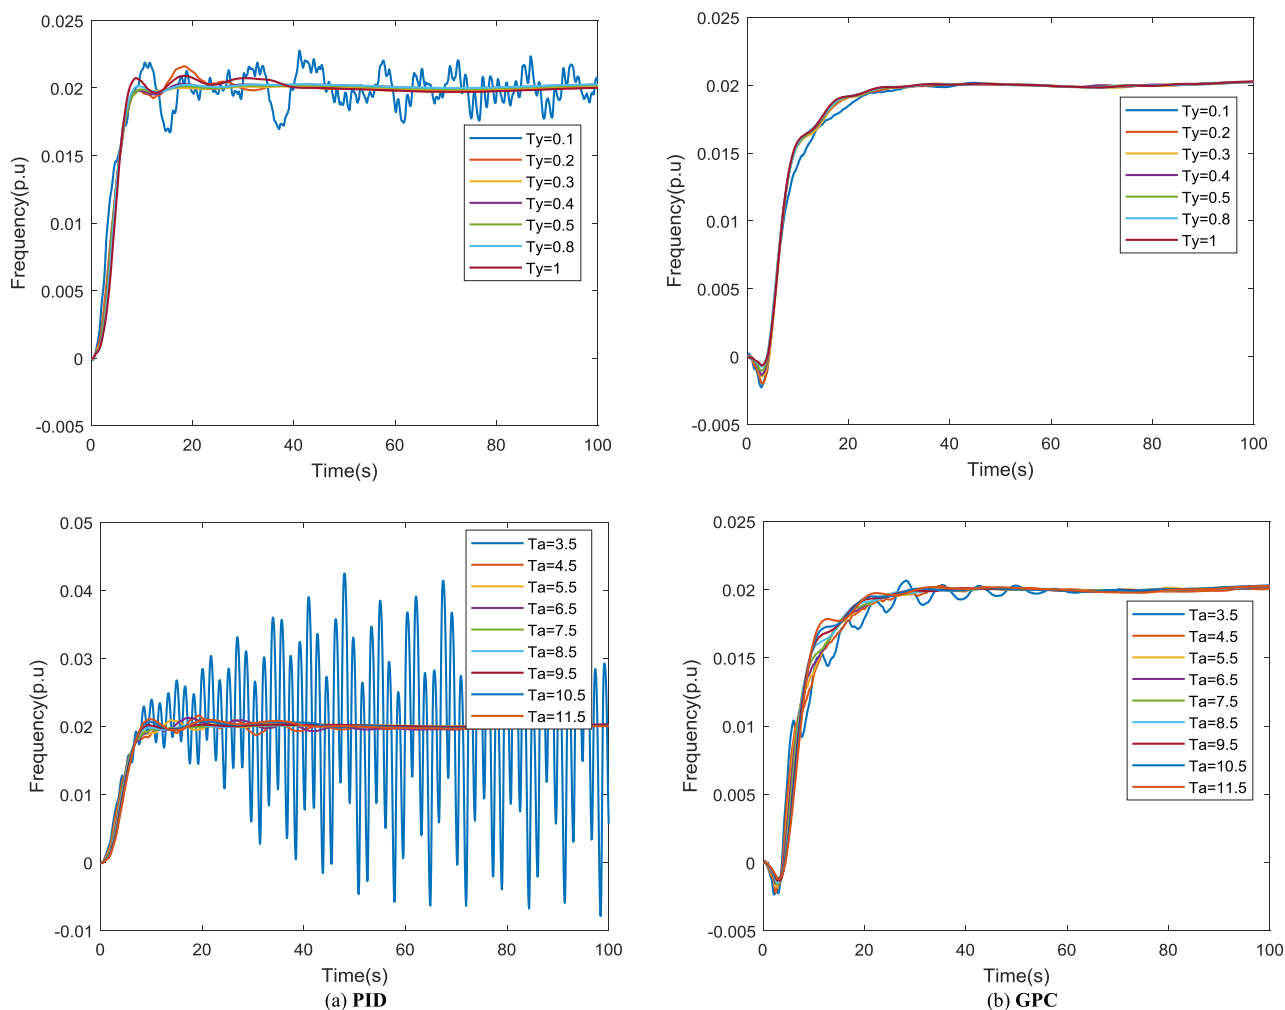 0.025
0.02
0.015
0.01
0.005
0
-0.005
Frequency(p.u)
0 20 40 60 80 100
Time(s)
Ty=0.1
Ty=0.2
Ty=0.3
Ty=0.4
Ty=0.5
Ty=0.8
Ty=1
0.025
0.02
0.015
0.01
0.005
0
-0.005
Frequency(p.u)
0 20 40 60 80 100
Time(s)
Ty=0.1
Ty=0.2
Ty=0.3
Ty=0.4
Ty=0.5
Ty=0.8
Ty=1
0.05
0.04
0.03
0.02
0.01
0
-0.01
Frequency(p.u)
0 20 40 60 80 100
Time(s)
Ta=3.5
Ta=4.5
Ta=5.5
Ta=6.5
Ta=7.5
Ta=8.5
Ta=9.5
Ta=10.5
Ta=11.5
(a) PID
0.025
0.02
0.015
0.01
0.005
0
-0.005
Frequency(p.u)
0 20 40 60 80 100
Time(s)
Ta=3.5
Ta=4.5
Ta=5.5
Ta=6.5
Ta=7.5
Ta=8.5
Ta=9.5
Ta=10.5
Ta=11.5
(b) GPC